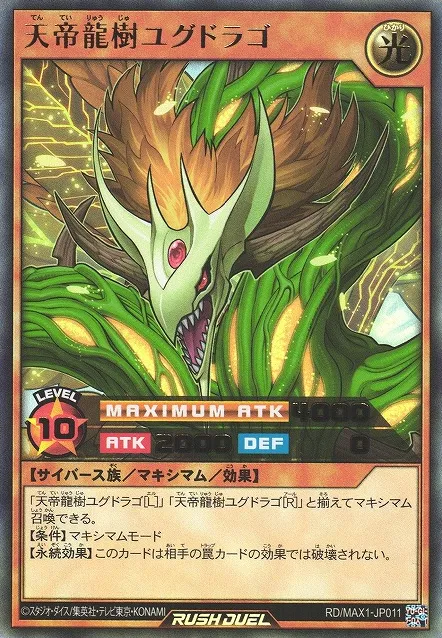 天帝龍樹ユグドラゴ
光
LEVEL
10
MAXIMUM ATK 4000
ATK 2000 DEF 0
【サイバース族／マキシマム／効果】
「天帝龍樹ユグドラゴ[L]」「天帝龍樹ユグドラゴ[R]」と揃えてマキシマム
召喚できる。
【条件】マキシマムモード
【永続効果】このカードは相手の罠カードの効果では破壊されない。
©スタジオ・ダイス/集英社・テレビ東京・KONAMI
RUSH DUEL
RD/MAX1-JP011